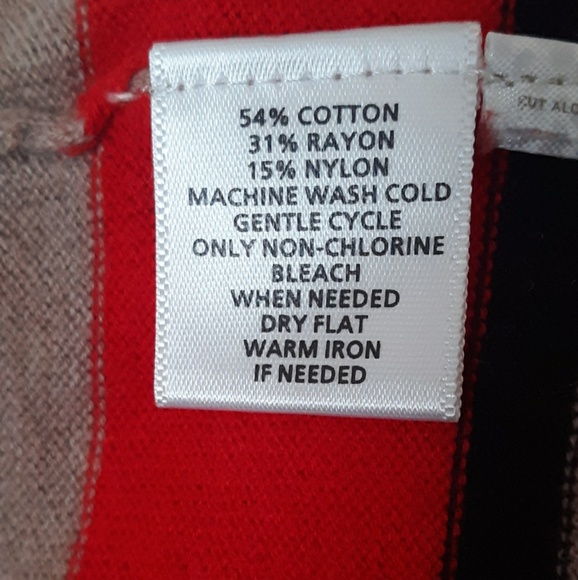 54% COTTON
31% RAYON
15% NYLON
MACHINE WASH COLD
GENTLE CYCLE
ONLY NON-CHLORINE
BLEACH
WHEN NEEDED
DRY FLAT
WARM IRON
IF NEEDED
CUT